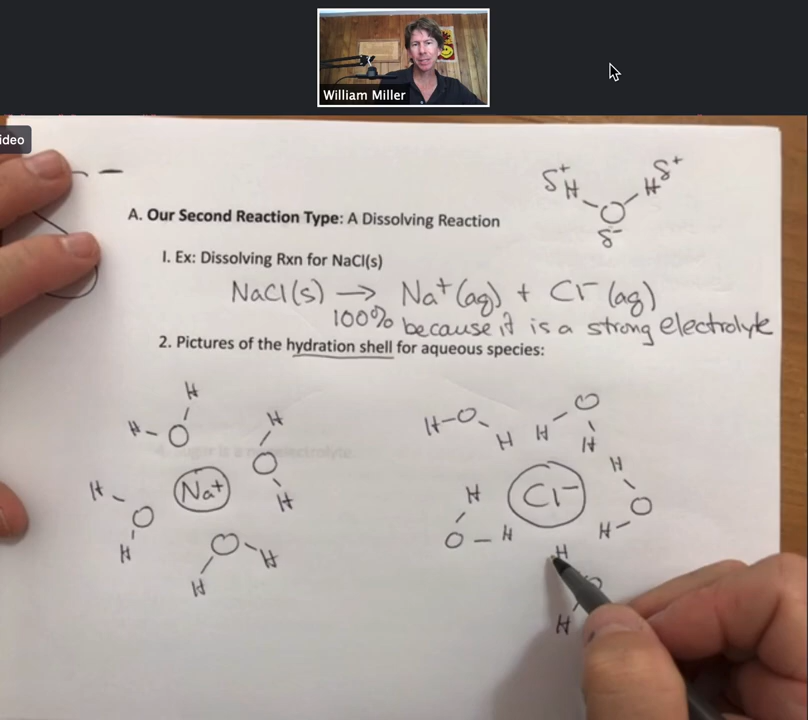 William Miller
ideo
δ+ δ+
H H
O
δ-
A. Our Second Reaction Type: A Dissolving Reaction
I. Ex: Dissolving Rxn for NaCl(s)
NaCl(s) → Na+(aq) + Cl-(aq)
100% because it is a strong electrolyte
2. Pictures of the hydration shell for aqueous species:
H
H-O
H
O
H
H
O
H
H
O
H
O-H
H
Na+
H-O-H
H-O-H
H-O-H
H
O-H
H
O
H
Cl-